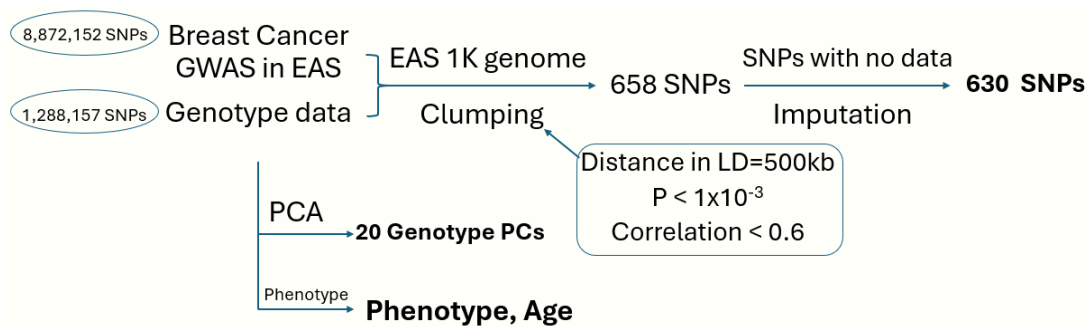 8,872,152 SNPs
Breast Cancer
GWAS in EAS
1,288,157 SNPs
Genotype data
EAS 1K genome
Clumping
658 SNPs
SNPs with no data
Imputation
630 SNPs
Distance in LD=500kb
P < 1x10⁻³
Correlation < 0.6
PCA
20 Genotype PCs
Phenotype
Phenotype, Age